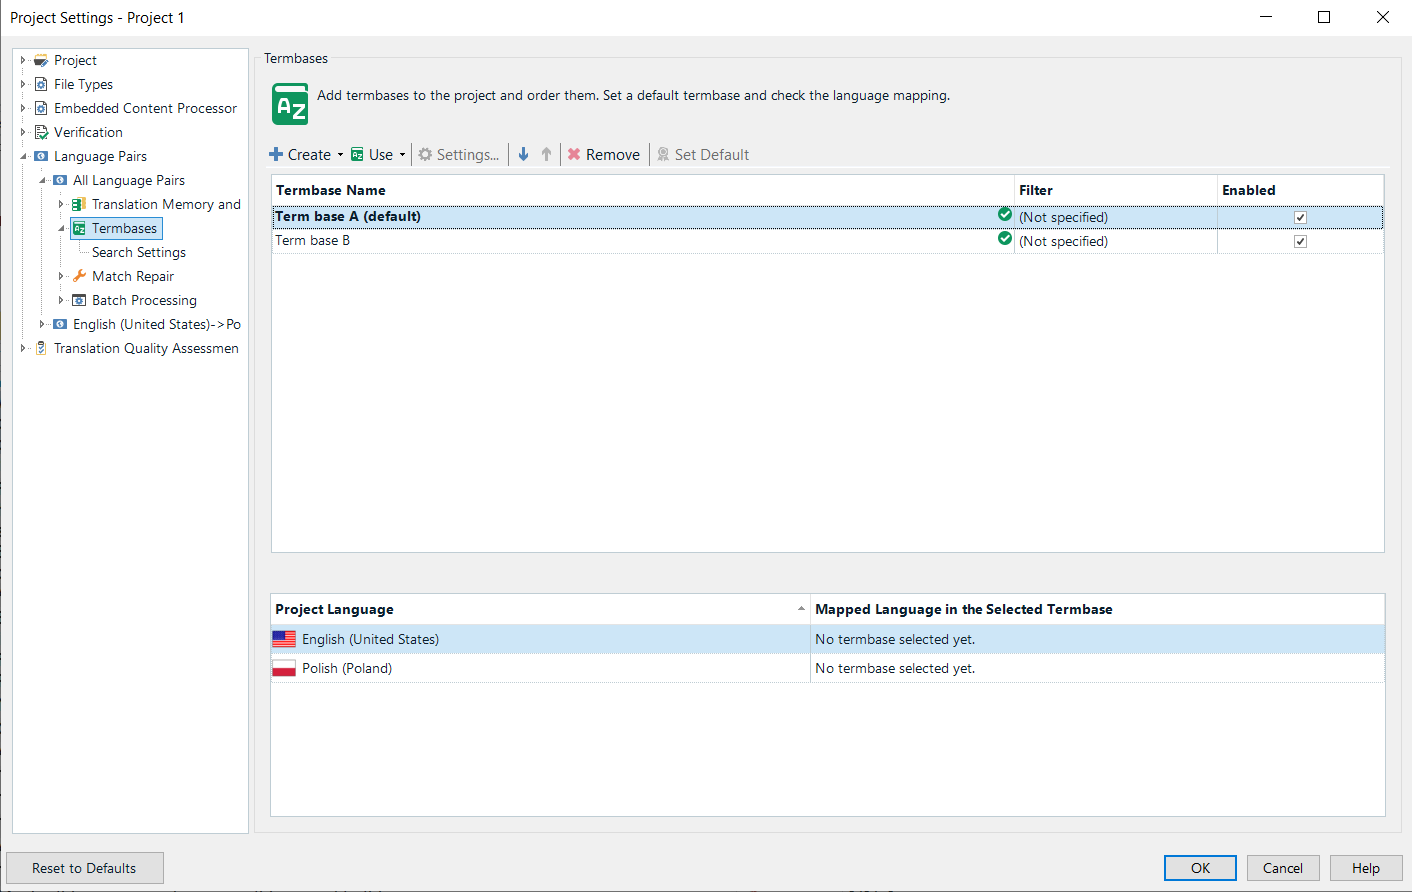 Project Settings - Project 1
Project
File Types
Embedded Content Processor
Verification
Language Pairs
All Language Pairs
Translation Memory and
Termbases
Search Settings
Match Repair
Batch Processing
English (United States)->Po
Translation Quality Assessmen
Termbases
AZ
Add termbases to the project and order them. Set a default termbase and check the language mapping.
Create Use Settings... Remove Set Default
Termbase Name Filter Enabled
Term base A (default) (Not specified)
Term base B (Not specified)
Project Language Mapped Language in the Selected Termbase
English (United States) No termbase selected yet.
Polish (Poland) No termbase selected yet.
Reset to Defaults OK Cancel Help